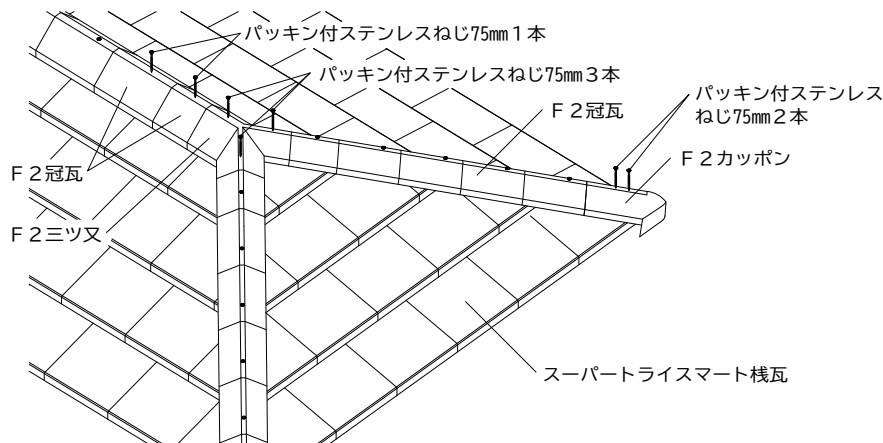 パッキン付ステンレスねじ75㎜１本
パッキン付ステンレスねじ75㎜３本
パッキン付ステンレス
ねじ75㎜２本
Ｆ２冠瓦
Ｆ２カッポン
Ｆ２冠瓦
Ｆ２三ツ又
スーパートライスマート桟瓦